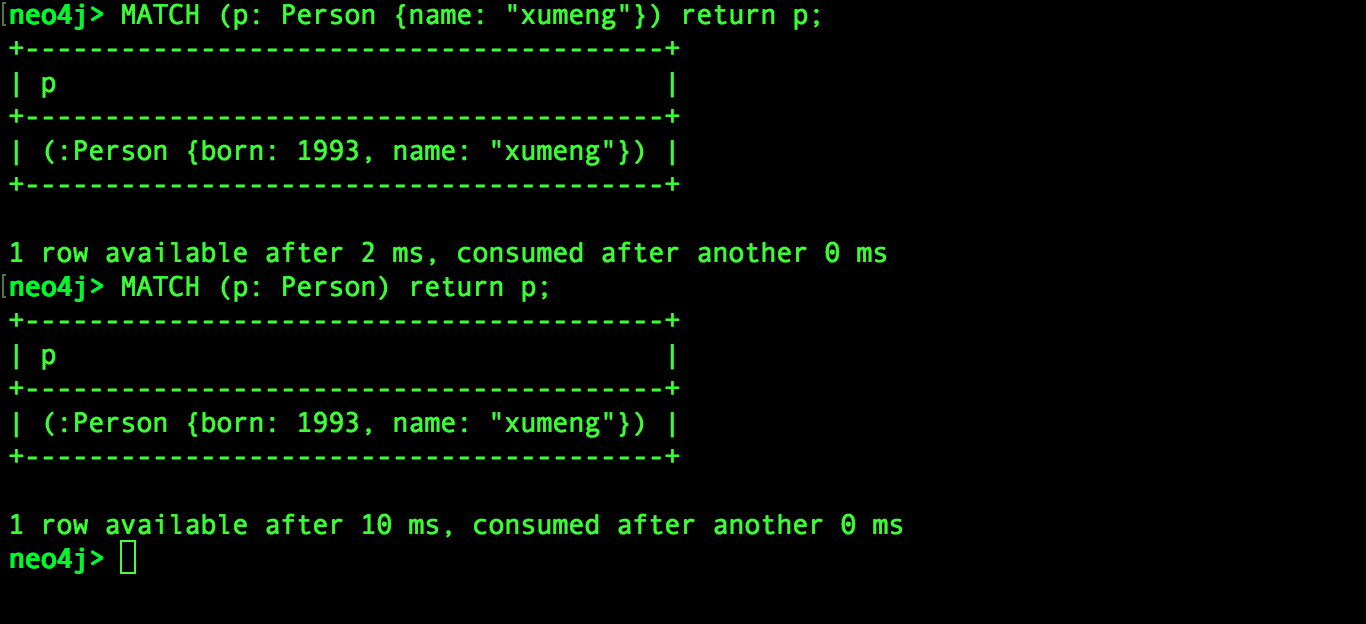 neo4j> MATCH (p: Person {name: "xumeng"}) return p;
+----------------------------------------+
| p                                      |
+----------------------------------------+
| (:Person {born: 1993, name: "xumeng"}) |
+----------------------------------------+
1 row available after 2 ms, consumed after another 0 ms
neo4j> MATCH (p: Person) return p;
+----------------------------------------+
| p                                      |
+----------------------------------------+
| (:Person {born: 1993, name: "xumeng"}) |
+----------------------------------------+
1 row available after 10 ms, consumed after another 0 ms
neo4j>